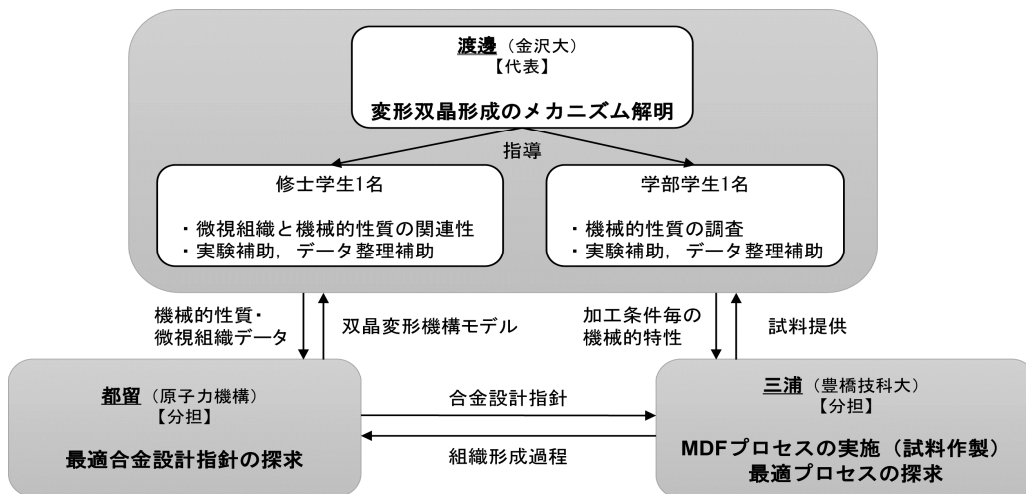 渡邊（金沢大）
【代表】
変形双晶形成のメカニズム解明
指導
修士学生1名
・微視組織と機械的性質の関連性
・実験補助，データ整理補助
学部学生1名
・機械的性質の調査
・実験補助，データ整理補助
機械的性質・
微視組織データ
双晶変形機構モデル
加工条件毎の
機械的特性
試料提供
都留（原子力機構）
【分担】
最適合金設計指針の探求
合金設計指針
組織形成過程
三浦（豊橋技科大）
【分担】
MDFプロセスの実施（試料作製）
最適プロセスの探求